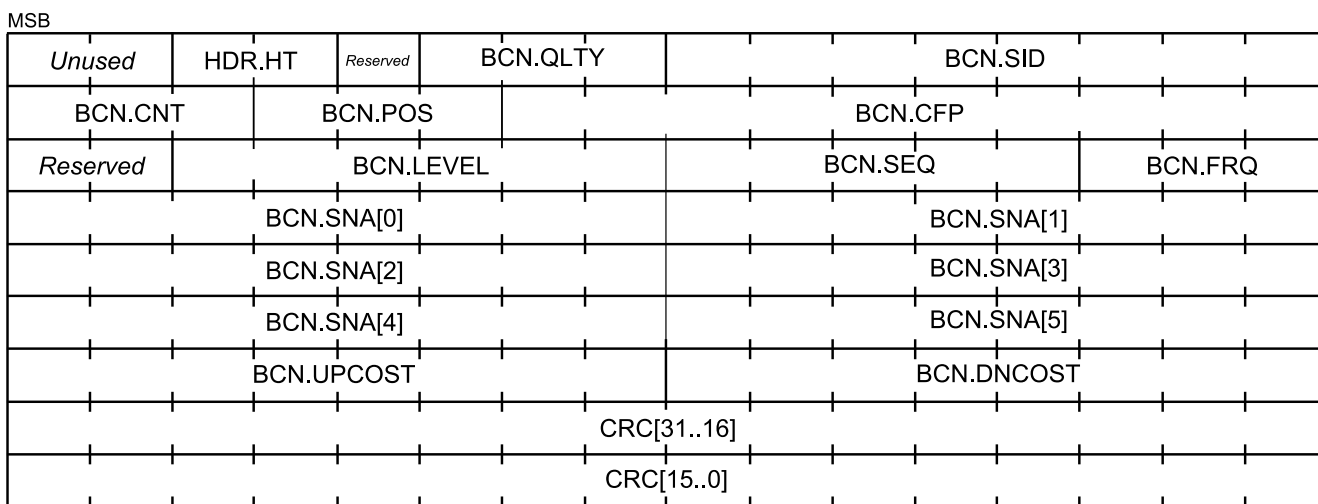 MSB
Unused HDR.HT Reserved BCN.QLTY BCN.SID
BCN.CNT BCN.POS BCN.CFP
Reserved BCN.LEVEL BCN.SEQ BCN.FRQ
BCN.SNA[0] BCN.SNA[1]
BCN.SNA[2] BCN.SNA[3]
BCN.SNA[4] BCN.SNA[5]
BCN.UPCOST BCN.DNCOST
CRC[31..16]
CRC[15..0]